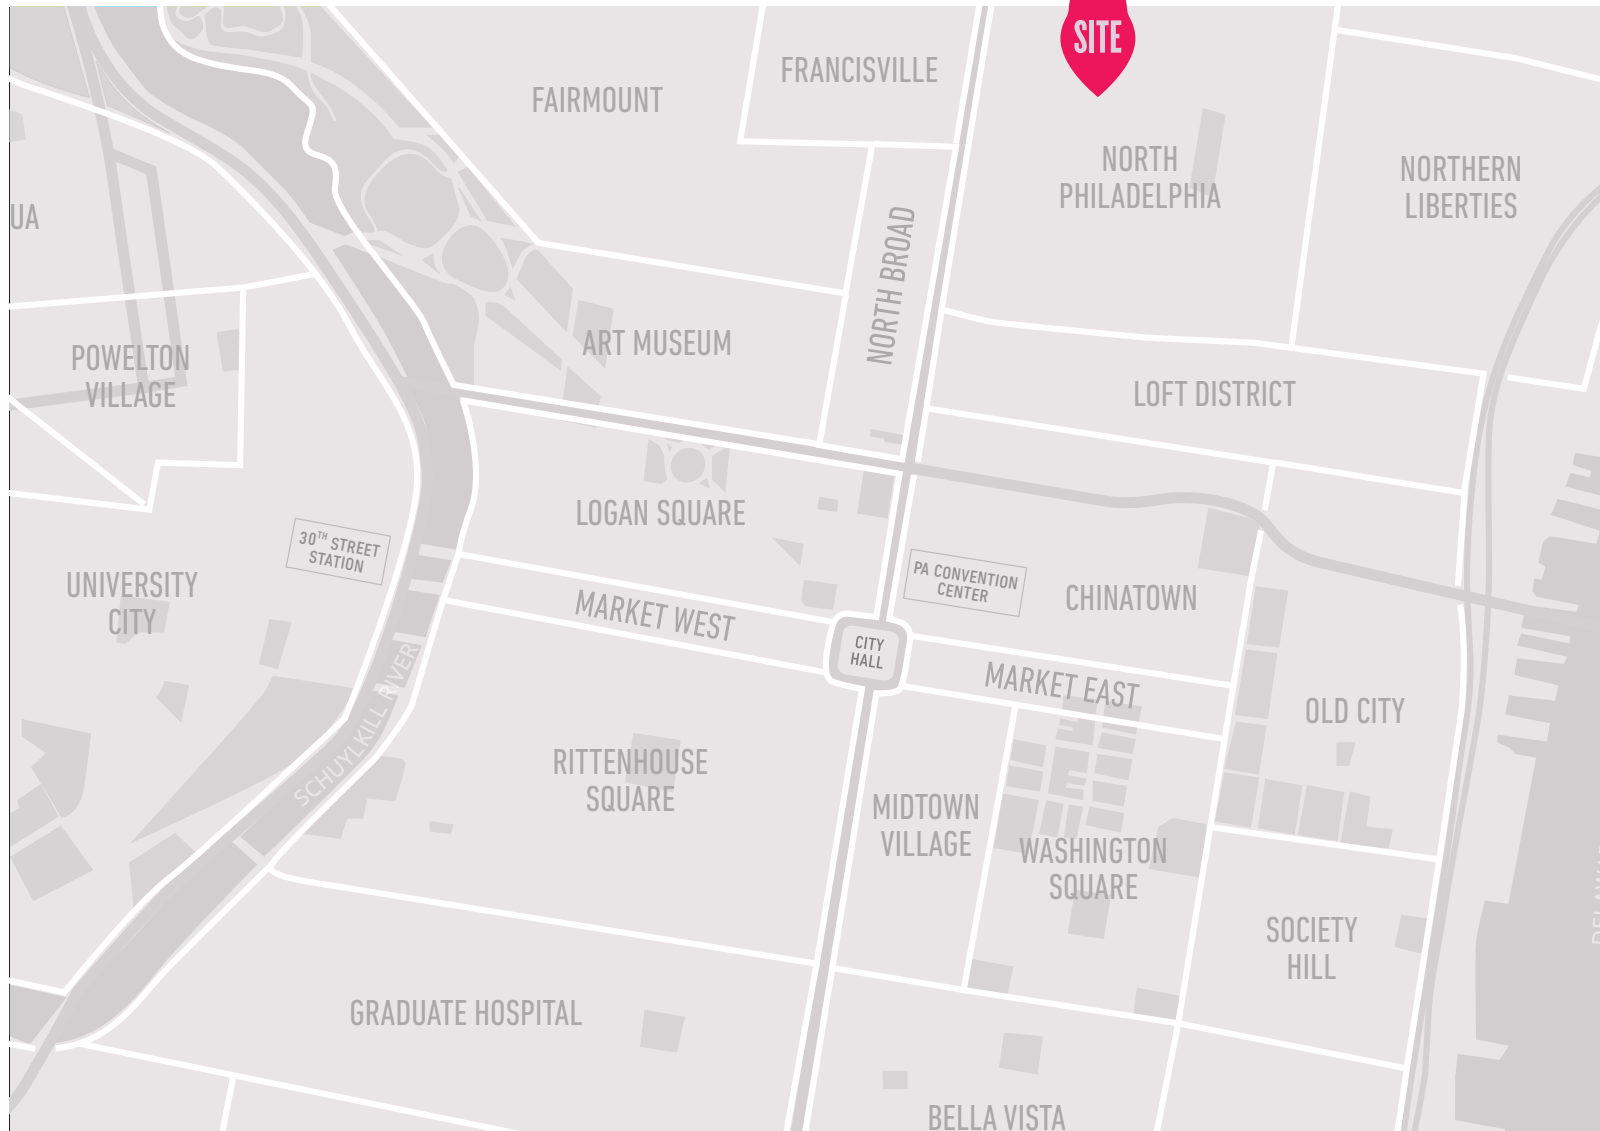 SITE
FRANCISVILLE
FAIRMOUNT
NORTH
PHILADELPHIA
NORTHERN
LIBERTIES
UA
NORTH BROAD
ART MUSEUM
POWELTON
VILLAGE
LOFT DISTRICT
LOGAN SQUARE
30TH STREET
STATION
PA CONVENTION
CENTER
UNIVERSITY
CITY
CHINATOWN
MARKET WEST
CITY
HALL
MARKET EAST
SCHUYLKILL RIVER
OLD CITY
RITTENHOUSE
SQUARE
MIDTOWN
VILLAGE
WASHINGTON
SQUARE
SOCIETY
HILL
GRADUATE HOSPITAL
BELLA VISTA